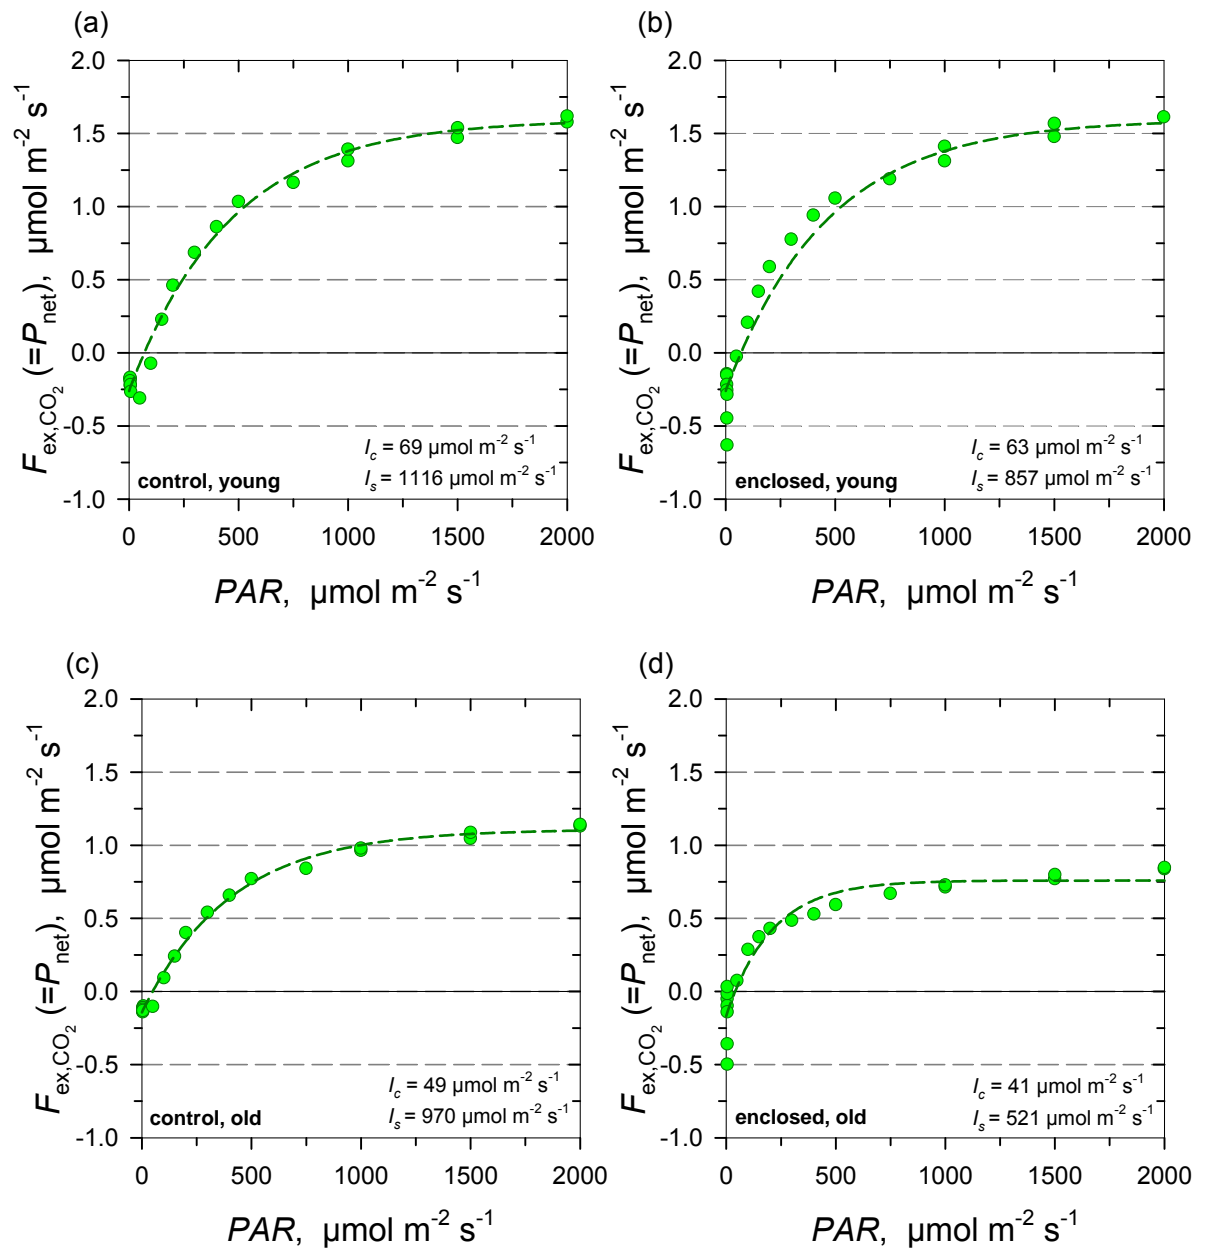 (a)
2.0
1.5
1.0
0.5
0.0
-0.5
-1.0
F_ex,CO₂ (=P_net), µmol m⁻² s⁻¹
I_c = 69 µmol m⁻² s⁻¹
I_s = 1116 µmol m⁻² s⁻¹
control, young
0 500 1000 1500 2000
PAR, µmol m⁻² s⁻¹
(b)
2.0
1.5
1.0
0.5
0.0
-0.5
-1.0
F_ex,CO₂ (=P_net), µmol m⁻² s⁻¹
I_c = 63 µmol m⁻² s⁻¹
I_s = 857 µmol m⁻² s⁻¹
enclosed, young
0 500 1000 1500 2000
PAR, µmol m⁻² s⁻¹
(c)
2.0
1.5
1.0
0.5
0.0
-0.5
-1.0
F_ex,CO₂ (=P_net), µmol m⁻² s⁻¹
I_c = 49 µmol m⁻² s⁻¹
I_s = 970 µmol m⁻² s⁻¹
control, old
0 500 1000 1500 2000
PAR, µmol m⁻² s⁻¹
(d)
2.0
1.5
1.0
0.5
0.0
-0.5
-1.0
F_ex,CO₂ (=P_net), µmol m⁻² s⁻¹
I_c = 41 µmol m⁻² s⁻¹
I_s = 521 µmol m⁻² s⁻¹
enclosed, old
0 500 1000 1500 2000
PAR, µmol m⁻² s⁻¹